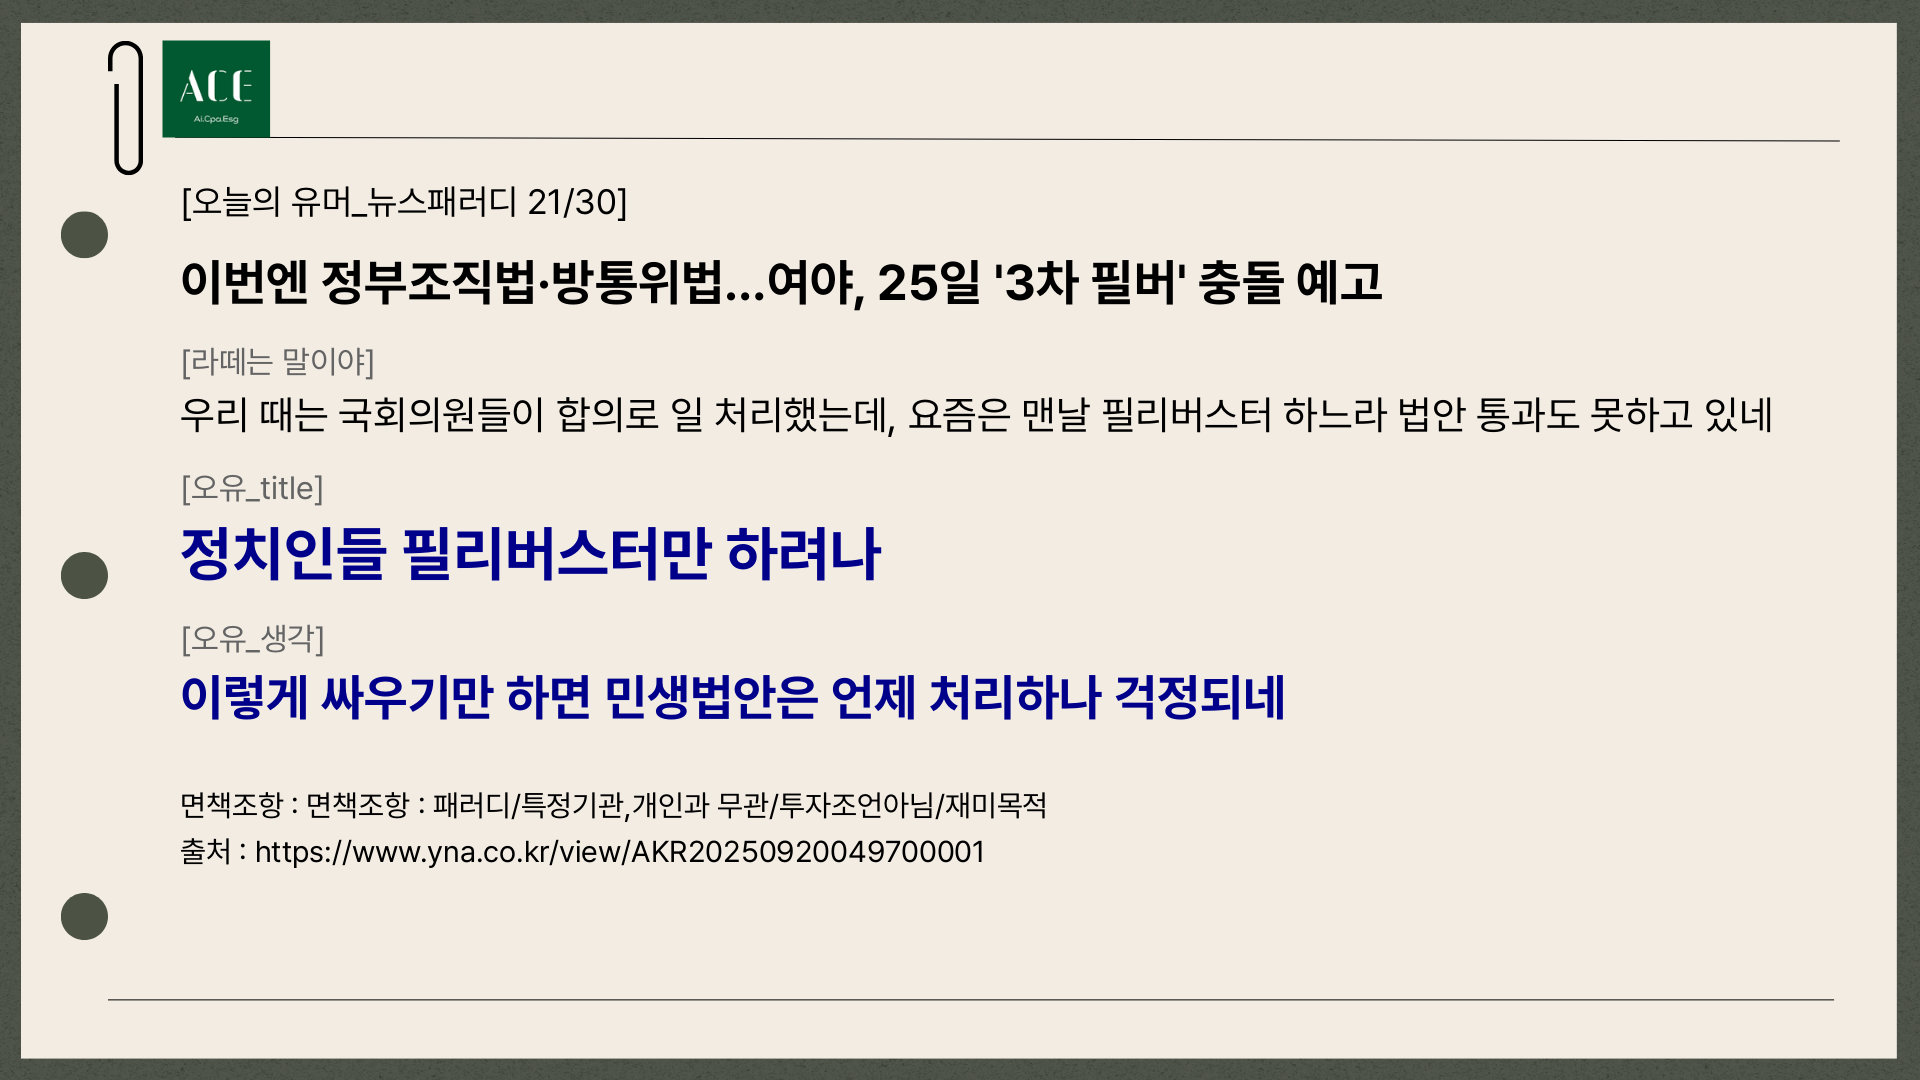 ACE
Ai.Cpa.Esg
[오늘의 유머_뉴스패러디 21/30]
이번엔 정부조직법·방통위법…여야, 25일 '3차 필버' 충돌 예고
[라떼는 말이야]
우리 때는 국회의원들이 합의로 일 처리했는데, 요즘은 맨날 필리버스터 하느라 법안 통과도 못하고 있네
[오유_title]
정치인들 필리버스터만 하려나
[오유_생각]
이렇게 싸우기만 하면 민생법안은 언제 처리하나 걱정되네
면책조항 : 면책조항 : 패러디/특정기관,개인과 무관/투자조언아님/재미목적
출처 : https://www.yna.co.kr/view/AKR20250920049700001